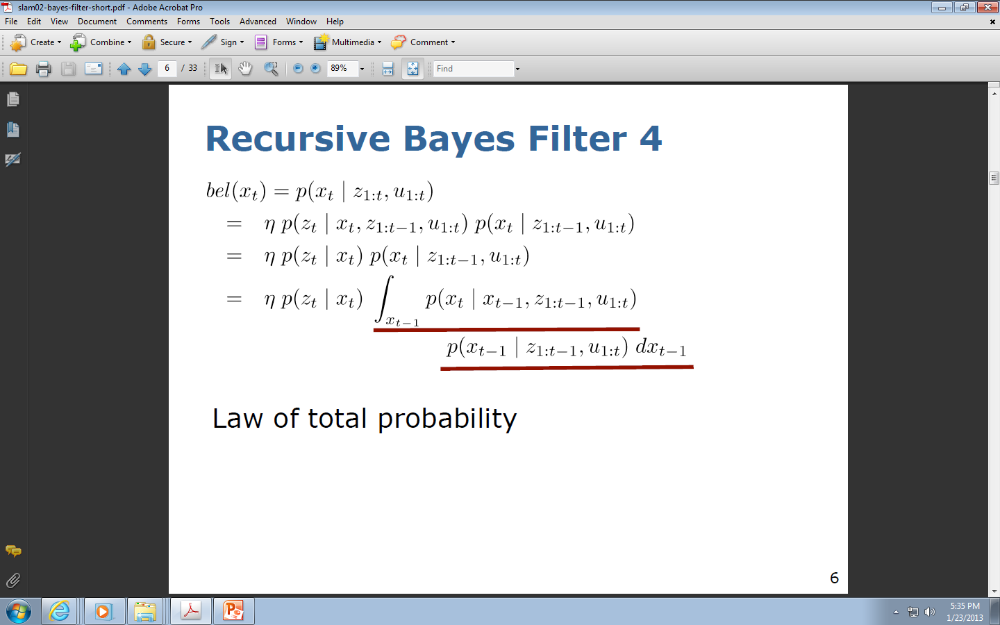 slam02-bayes-filter-short.pdf - Adobe Acrobat Pro
File Edit View Document Comments Forms Tools Advanced Window Help
Create Combine Secure Sign Forms Multimedia Comment
6 / 33 89% Find
Recursive Bayes Filter 4
bel(x_t) = p(x_t | z_{1:t}, u_{1:t})
= η p(z_t | x_t, z_{1:t−1}, u_{1:t}) p(x_t | z_{1:t−1}, u_{1:t})
= η p(z_t | x_t) p(x_t | z_{1:t−1}, u_{1:t})
= η p(z_t | x_t) ∫_{x_{t−1}} p(x_t | x_{t−1}, z_{1:t−1}, u_{1:t})
p(x_{t−1} | z_{1:t−1}, u_{1:t}) dx_{t−1}
Law of total probability
6
5:35 PM
1/23/2013